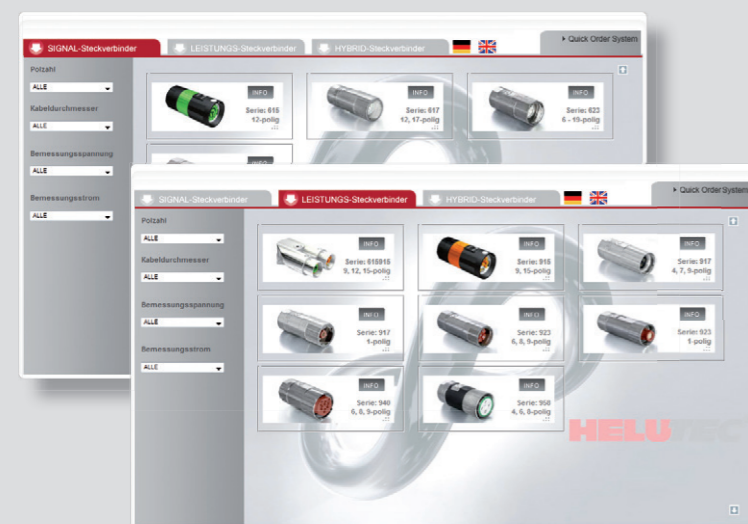 SIGNAL-Steckverbinder
LEISTUNGS-Steckverbinder
HYBRID-Steckverbinder
Quick Order System
Polzahl
ALLE
Kabeldurchmesser
ALLE
Bemessungsspannung
ALLE
Bemessungsstrom
ALLE
INFO
Serie: 615
12-polig
INFO
Serie: 617
12, 17-polig
INFO
Serie: 623
6 - 19-polig
INFO
SIGNAL-Steckverbinder
LEISTUNGS-Steckverbinder
HYBRID-Steckverbinder
Quick Order System
Polzahl
ALLE
Kabeldurchmesser
ALLE
Bemessungsspannung
ALLE
Bemessungsstrom
ALLE
INFO
Serie: 615915
9, 12, 15-polig
INFO
Serie: 915
9, 15-polig
INFO
Serie: 917
4, 7, 9-polig
INFO
Serie: 917
1-polig
INFO
Serie: 923
6, 8, 9-polig
INFO
Serie: 923
1-polig
INFO
Serie: 940
6, 8, 9-polig
INFO
Serie: 958
4, 6, 8-polig
HELUTEC